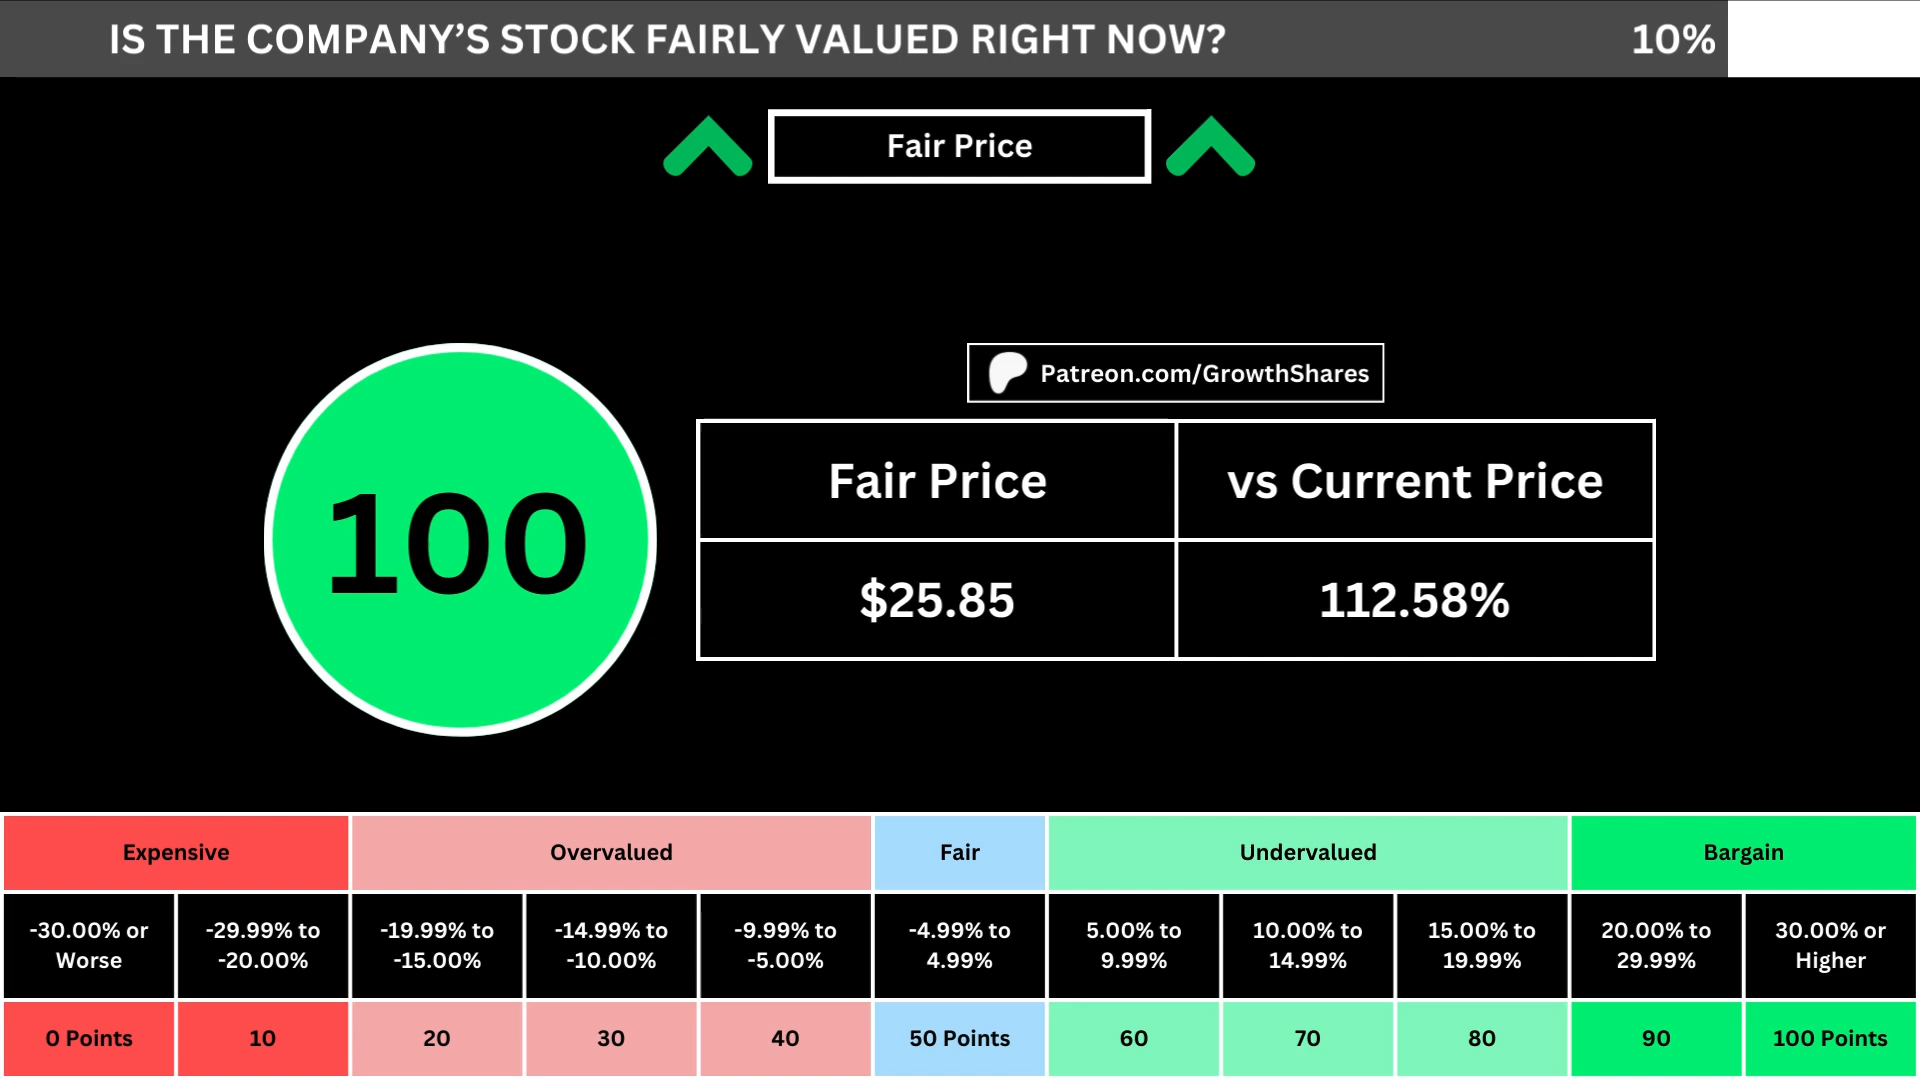 IS THE COMPANY’S STOCK FAIRLY VALUED RIGHT NOW? 10%
Fair Price
Patreon.com/GrowthShares
Fair Price vs Current Price
$25.85 112.58%
100
Expensive Overvalued Fair Undervalued Bargain
-30.00% or Worse -29.99% to -20.00% -19.99% to -15.00% -14.99% to -10.00% -9.99% to -5.00% -4.99% to 4.99% 5.00% to 9.99% 10.00% to 14.99% 15.00% to 19.99% 20.00% to 29.99% 30.00% or Higher
0 Points 10 20 30 40 50 Points 60 70 80 90 100 Points